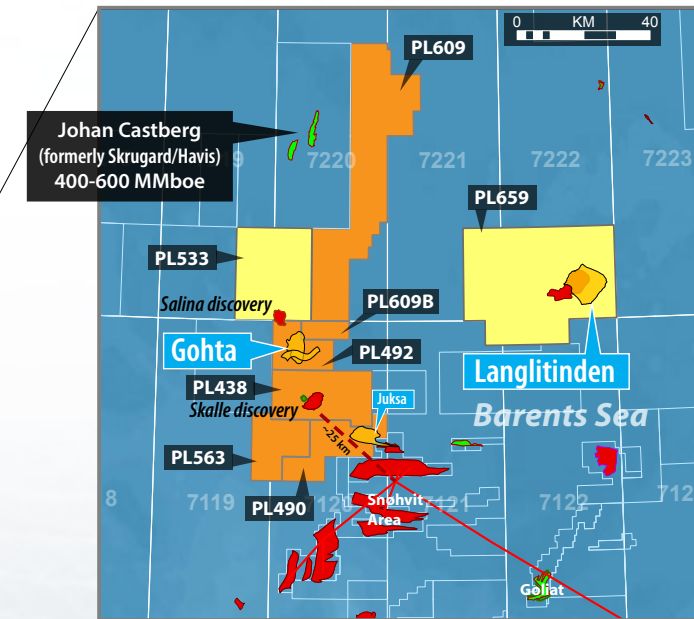 0 KM 40
PL609
Johan Castberg
(formerly Skrugard/Havis)
400-600 MMboe
9
7220
7221
7222
7223
PL659
PL533
Salina discovery
PL609B
Gohta
PL492
Langlitinden
PL438
Skalle discovery
Juksa
Barents Sea
~25 km
PL563
8
7119
PL490
7120
Snøhvit
Area
7121
7122
712
Goliat